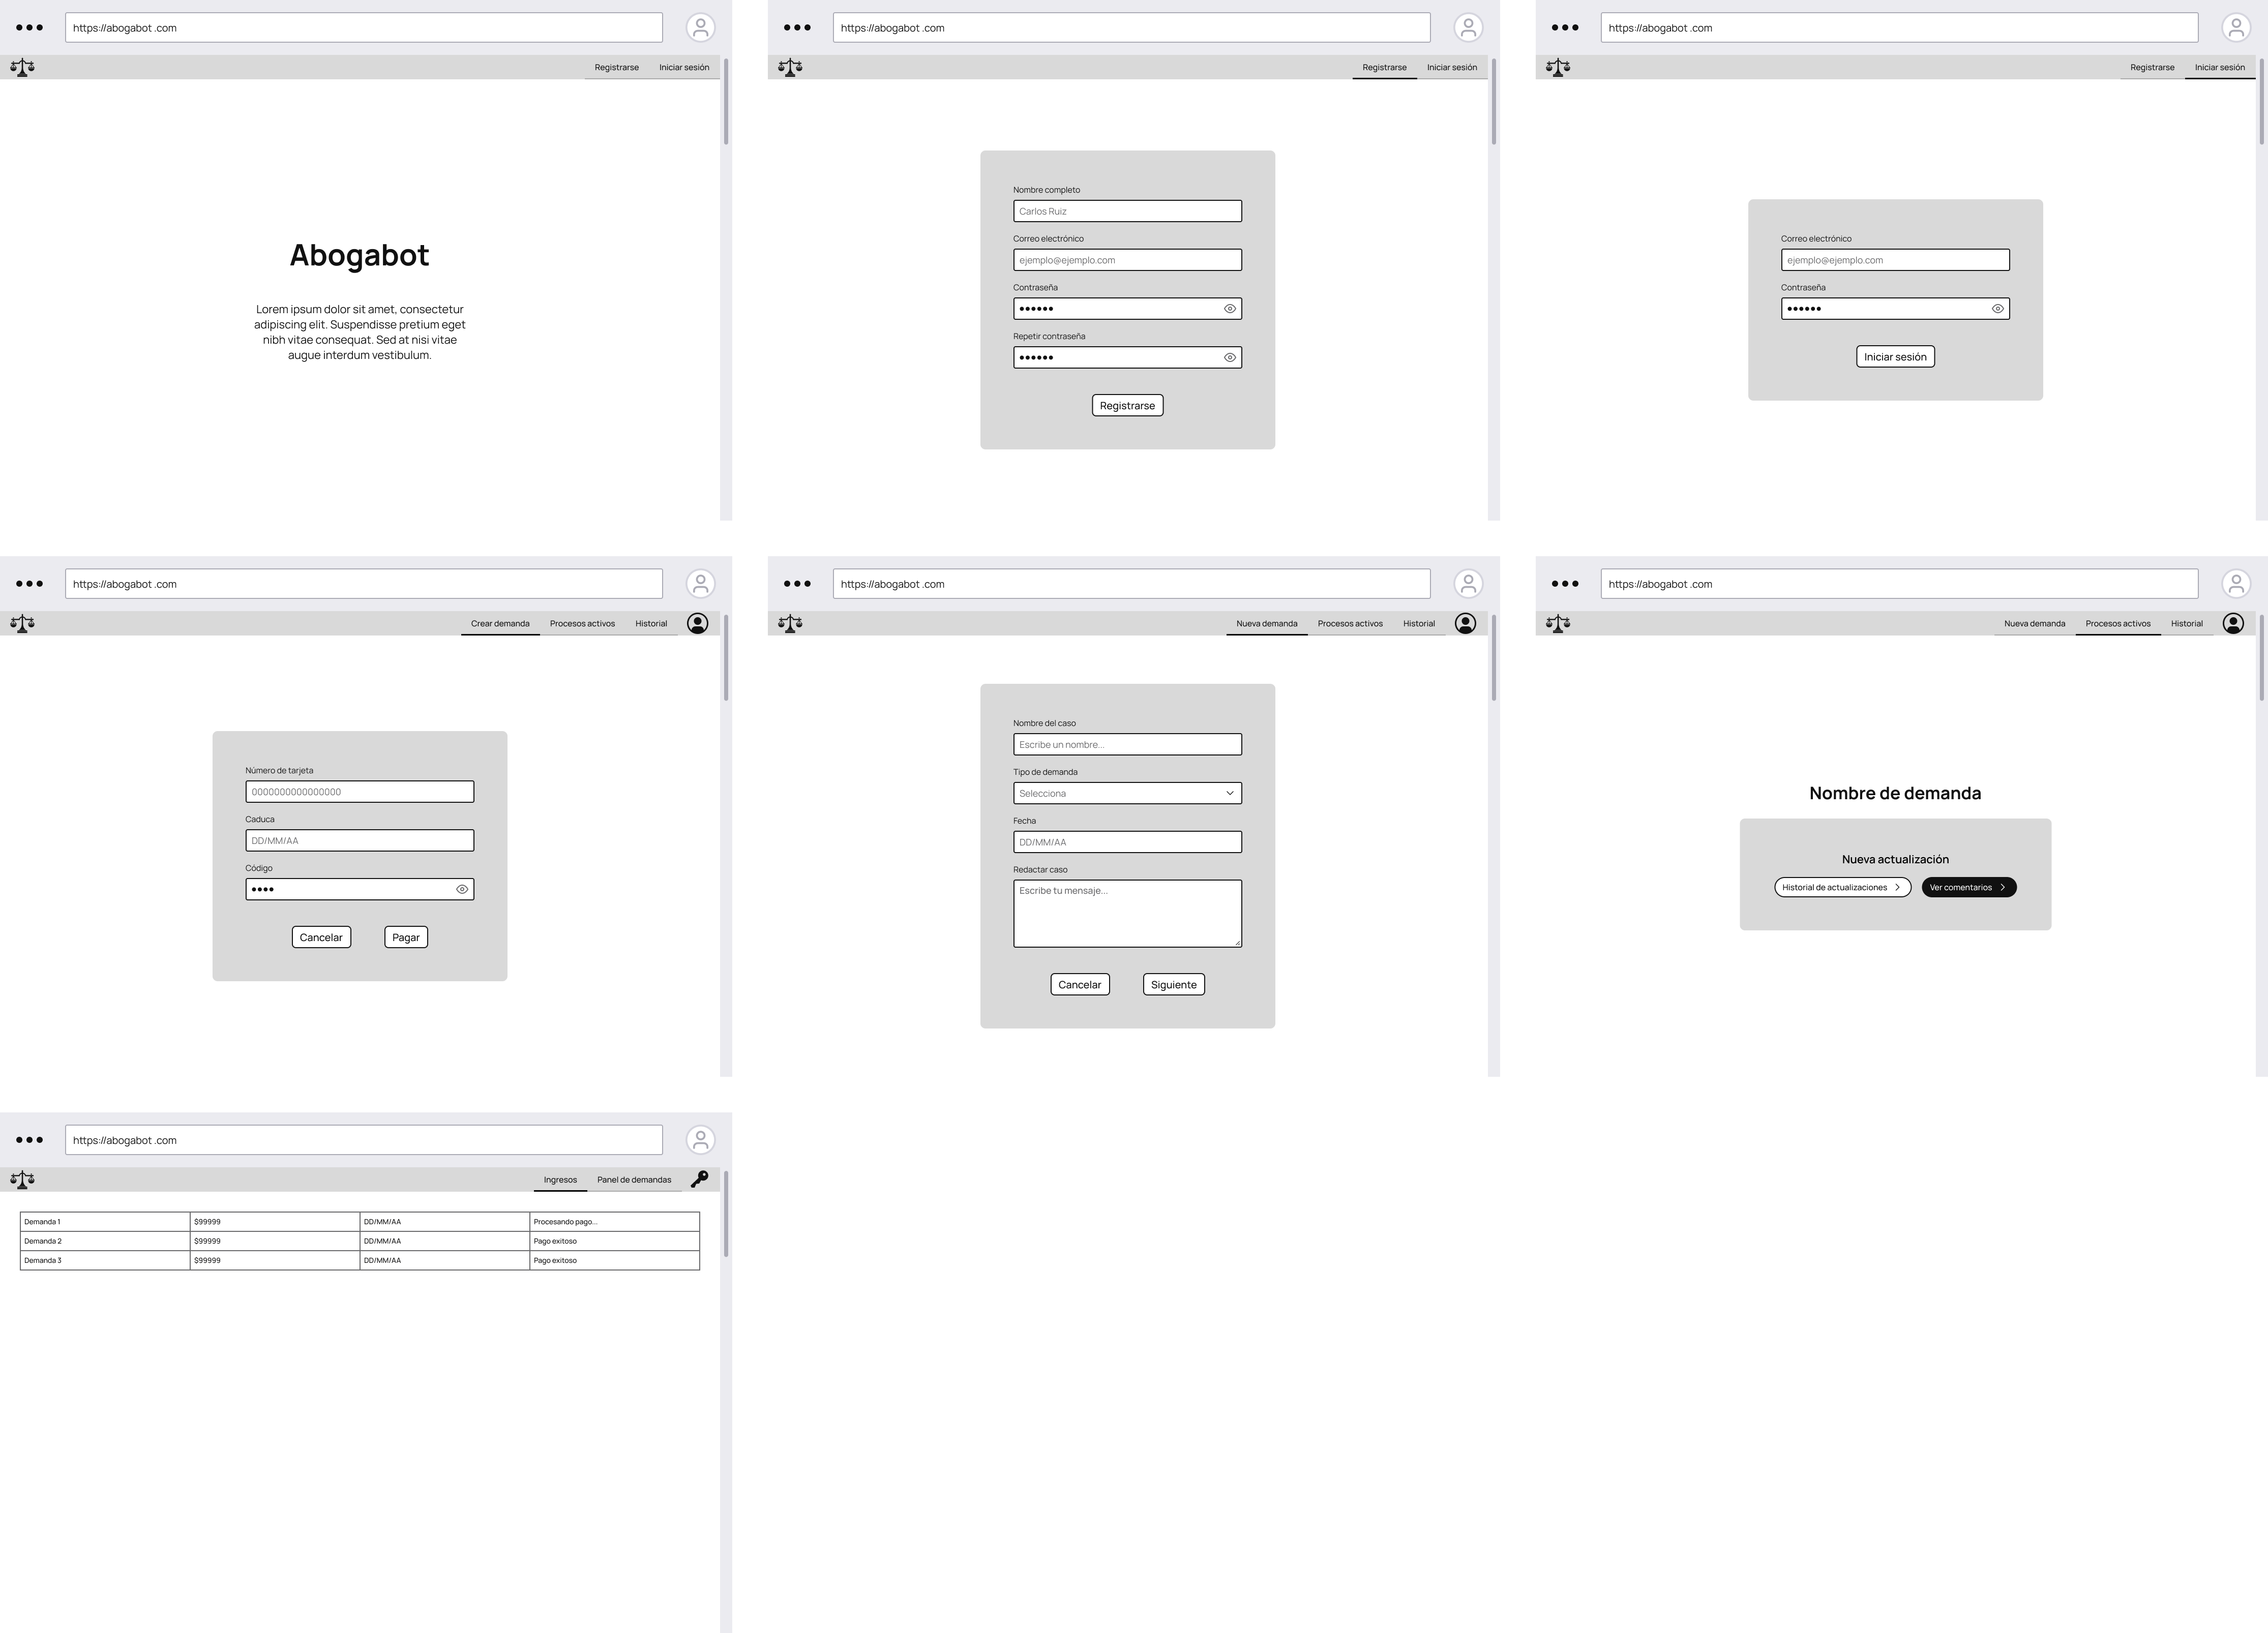 https://abogabot .com
Registrarse
Iniciar sesión
Abogabot
Lorem ipsum dolor sit amet, consectetur
adipiscing elit. Suspendisse pretium eget
nibh vitae consequat. Sed at nisi vitae
augue interdum vestibulum.
https://abogabot .com
Registrarse
Iniciar sesión
Nombre completo
Carlos Ruiz
Correo electrónico
ejemplo@ejemplo.com
Contraseña
Repetir contraseña
Registrarse
https://abogabot .com
Registrarse
Iniciar sesión
Correo electrónico
ejemplo@ejemplo.com
Contraseña
Iniciar sesión
https://abogabot .com
Crear demanda
Procesos activos
Historial
Número de tarjeta
0000000000000000
Caduca
DD/MM/AA
Código
Cancelar
Pagar
https://abogabot .com
Nueva demanda
Procesos activos
Historial
Nombre del caso
Escribe un nombre...
Tipo de demanda
Selecciona
Fecha
DD/MM/AA
Redactar caso
Escribe tu mensaje...
Cancelar
Siguiente
https://abogabot .com
Nueva demanda
Procesos activos
Historial
Nombre de demanda
Nueva actualización
Historial de actualizaciones
Ver comentarios
https://abogabot .com
Ingresos
Panel de demandas
Demanda 1 $99999 DD/MM/AA Procesando pago...
Demanda 2 $99999 DD/MM/AA Pago exitoso
Demanda 3 $99999 DD/MM/AA Pago exitoso